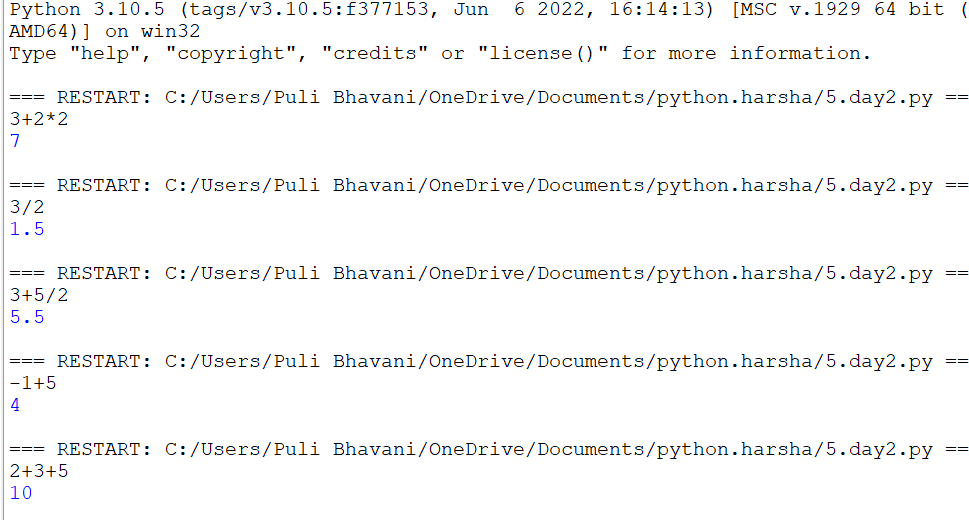 Python 3.10.5 (tags/v3.10.5:f377153, Jun  6 2022, 16:14:13) [MSC v.1929 64 bit (
AMD64)] on win32
Type "help", "copyright", "credits" or "license()" for more information.
=== RESTART: C:/Users/Puli Bhavani/OneDrive/Documents/python.harsha/5.day2.py ==
3+2*2
7
=== RESTART: C:/Users/Puli Bhavani/OneDrive/Documents/python.harsha/5.day2.py ==
3/2
1.5
=== RESTART: C:/Users/Puli Bhavani/OneDrive/Documents/python.harsha/5.day2.py ==
3+5/2
5.5
=== RESTART: C:/Users/Puli Bhavani/OneDrive/Documents/python.harsha/5.day2.py ==
-1+5
4
=== RESTART: C:/Users/Puli Bhavani/OneDrive/Documents/python.harsha/5.day2.py ==
2+3+5
10